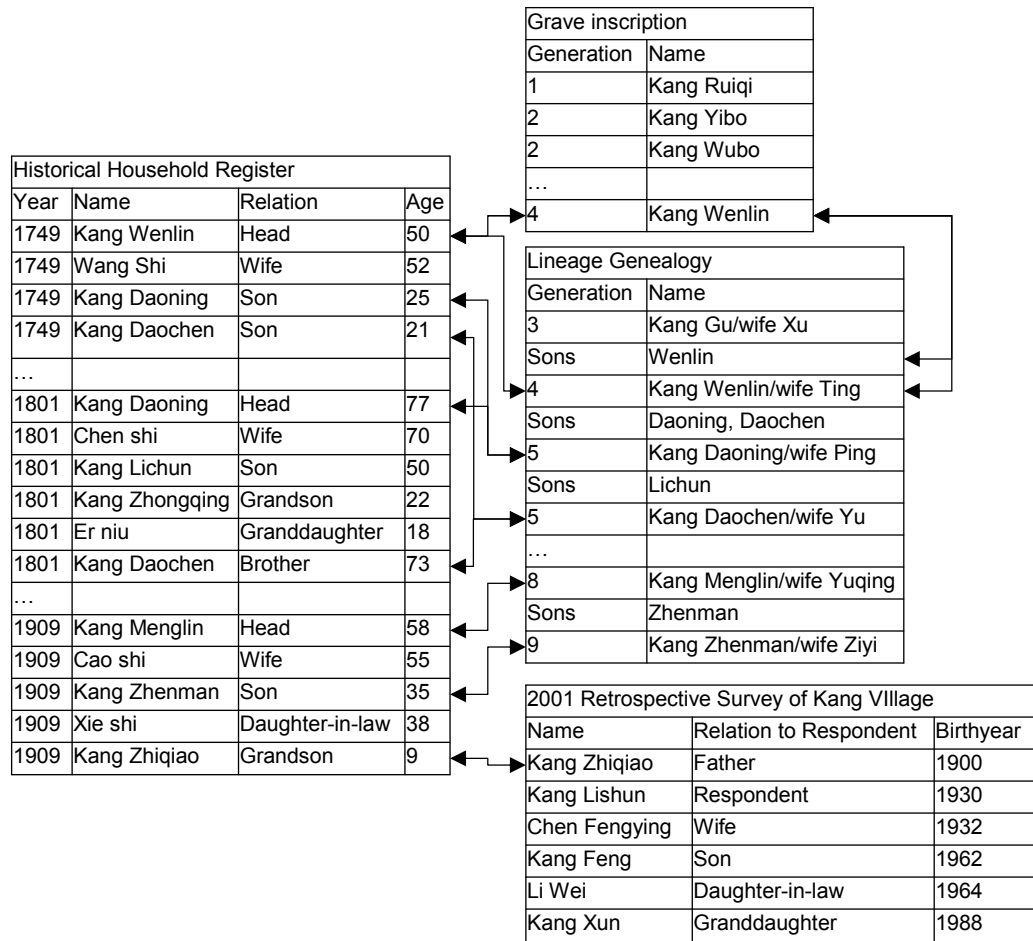 Grave inscription
Generation Name
1 Kang Ruiqi
2 Kang Yibo
2 Kang Wubo
…
4 Kang Wenlin
Historical Household Register
Year Name Relation Age
1749 Kang Wenlin Head 50
1749 Wang Shi Wife 52
1749 Kang Daoning Son 25
1749 Kang Daochen Son 21
…
1801 Kang Daoning Head 77
1801 Chen shi Wife 70
1801 Kang Lichun Son 50
1801 Kang Zhongqing Grandson 22
1801 Er niu Granddaughter 18
1801 Kang Daochen Brother 73
…
1909 Kang Menglin Head 58
1909 Cao shi Wife 55
1909 Kang Zhenman Son 35
1909 Xie shi Daughter-in-law 38
1909 Kang Zhiqiao Grandson 9
Lineage Genealogy
Generation Name
3 Kang Gu/wife Xu
Sons Wenlin
4 Kang Wenlin/wife Ting
Sons Daoning, Daochen
5 Kang Daoning/wife Ping
Sons Lichun
5 Kang Daochen/wife Yu
…
8 Kang Menglin/wife Yuqing
Sons Zhenman
9 Kang Zhenman/wife Ziyi
2001 Retrospective Survey of Kang VIllage
Name Relation to Respondent Birthyear
Kang Zhiqiao Father 1900
Kang Lishun Respondent 1930
Chen Fengying Wife 1932
Kang Feng Son 1962
Li Wei Daughter-in-law 1964
Kang Xun Granddaughter 1988